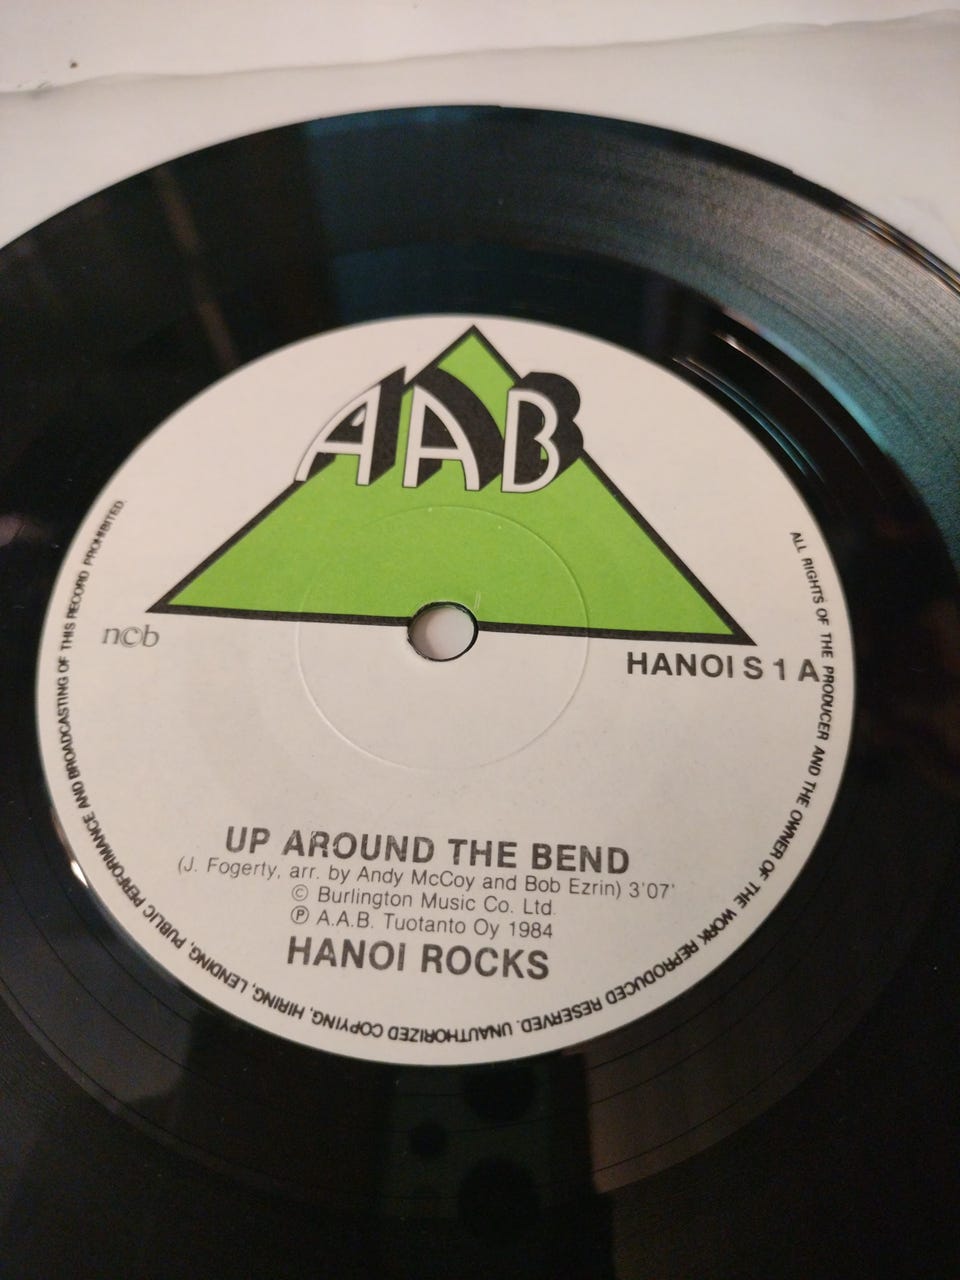 AAB
ncb
HANOI S 1 A
UP AROUND THE BEND
(J. Fogerty, arr. by Andy McCoy and Bob Ezrin) 3'07'
© Burlington Music Co. Ltd.
℗ A.A.B. Tuotanto Oy 1984
HANOI ROCKS
ALL RIGHTS OF THE PRODUCER AND THE OWNER OF THE WORK REPRODUCED RESERVED. UNAUTHORIZED COPYING, HIRING, LENDING, PUBLIC PERFORMANCE AND BROADCASTING OF THIS RECORD PROHIBITED.